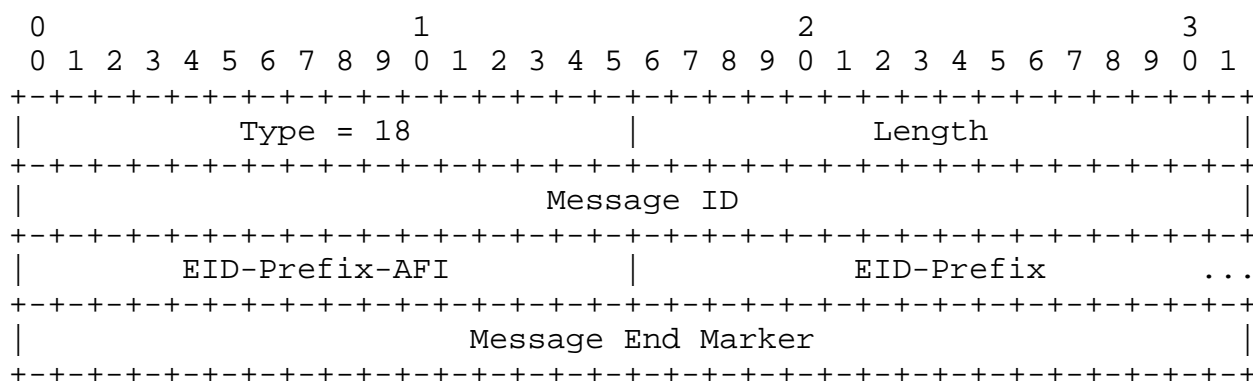 0                   1                   2                   3
 0 1 2 3 4 5 6 7 8 9 0 1 2 3 4 5 6 7 8 9 0 1 2 3 4 5 6 7 8 9 0 1
+-+-+-+-+-+-+-+-+-+-+-+-+-+-+-+-+-+-+-+-+-+-+-+-+-+-+-+-+-+-+-+-+
|           Type = 18           |            Length             |
+-+-+-+-+-+-+-+-+-+-+-+-+-+-+-+-+-+-+-+-+-+-+-+-+-+-+-+-+-+-+-+-+
|                           Message ID                          |
+-+-+-+-+-+-+-+-+-+-+-+-+-+-+-+-+-+-+-+-+-+-+-+-+-+-+-+-+-+-+-+-+
|        EID-Prefix-AFI         |           EID-Prefix        ...
+-+-+-+-+-+-+-+-+-+-+-+-+-+-+-+-+-+-+-+-+-+-+-+-+-+-+-+-+-+-+-+-+
|                       Message End Marker                      |
+-+-+-+-+-+-+-+-+-+-+-+-+-+-+-+-+-+-+-+-+-+-+-+-+-+-+-+-+-+-+-+-+